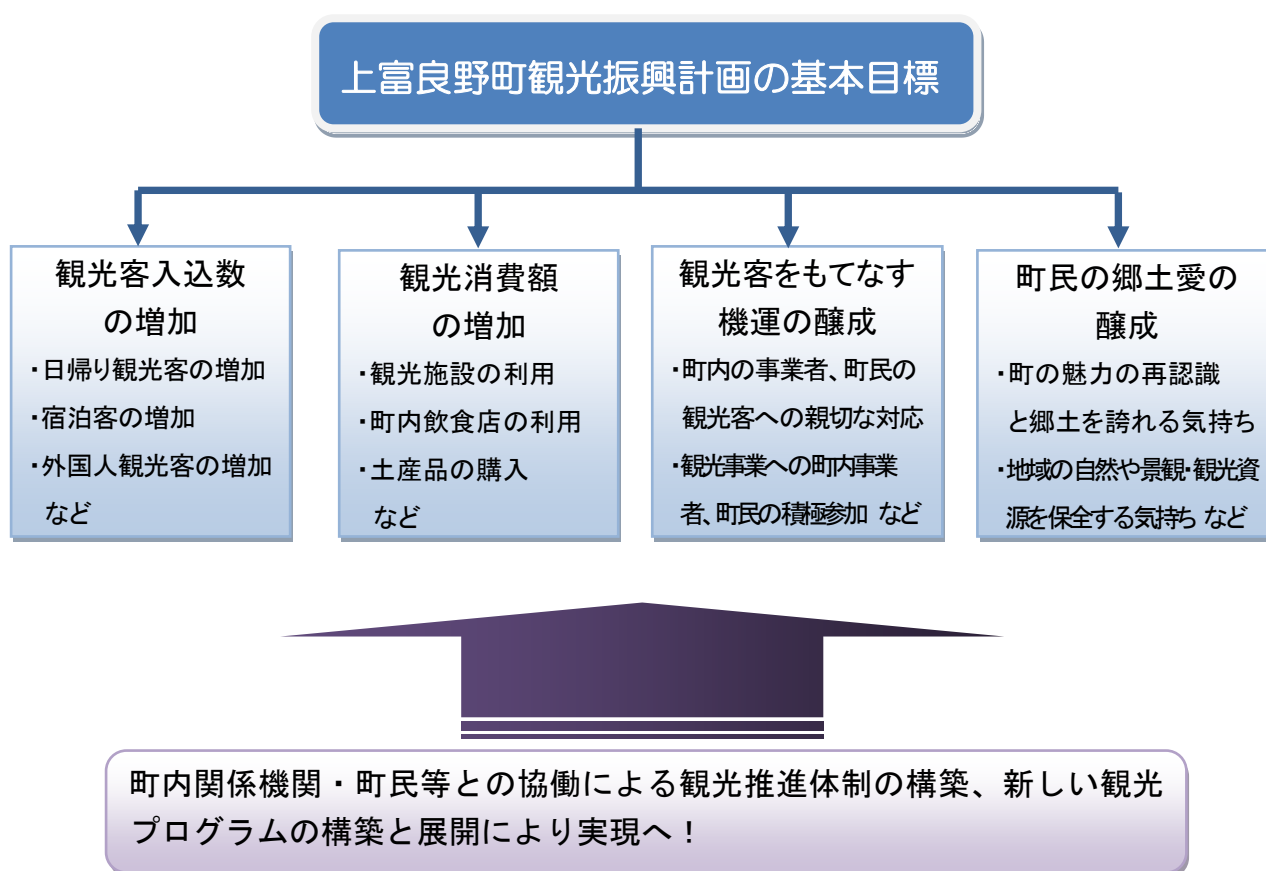 上富良野町観光振興計画の基本目標
観光客入込数
の増加
・日帰り観光客の増加
・宿泊客の増加
・外国人観光客の増加
など
観光消費額
の増加
・観光施設の利用
・町内飲食店の利用
・土産品の購入
など
観光客をもてなす
機運の醸成
・町内の事業者、町民の
観光客への親切な対応
・観光事業への町内事業
者、町民の積極参加 など
町民の郷土愛の
醸成
・町の魅力の再認識
と郷土を誇れる気持ち
・地域の自然や景観・観光資
源を保全する気持ち など
町内関係機関・町民等との協働による観光推進体制の構築、新しい観光
プログラムの構築と展開により実現へ！